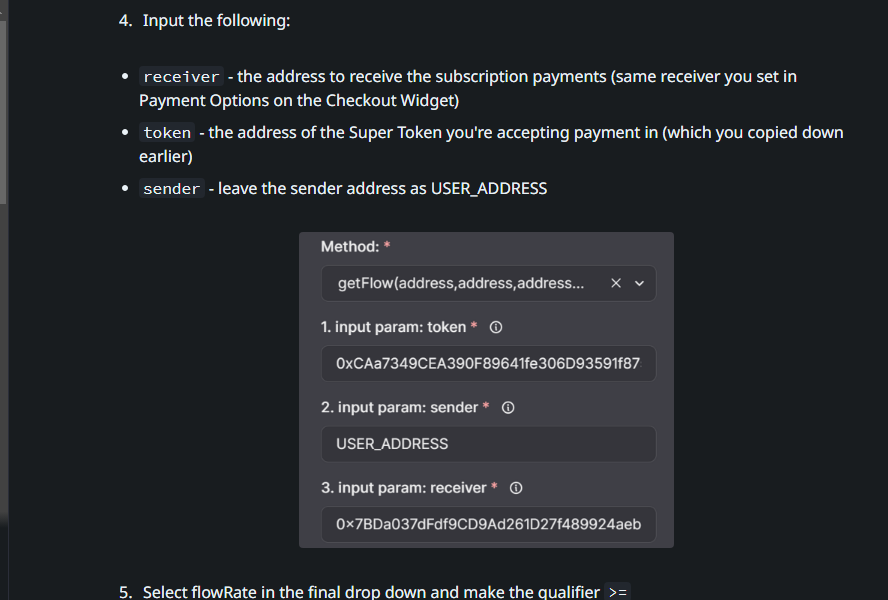 4. Input the following:
• receiver - the address to receive the subscription payments (same receiver you set in
Payment Options on the Checkout Widget)
• token - the address of the Super Token you're accepting payment in (which you copied down
earlier)
• sender - leave the sender address as USER_ADDRESS
Method: *
getFlow(address,address,address...
1. input param: token *
0xCAa7349CEA390F89641fe306D93591f87
2. input param: sender *
USER_ADDRESS
3. input param: receiver *
0x7BDa037dFdf9CD9Ad261D27f489924aeb
5. Select flowRate in the final drop down and make the qualifier >=